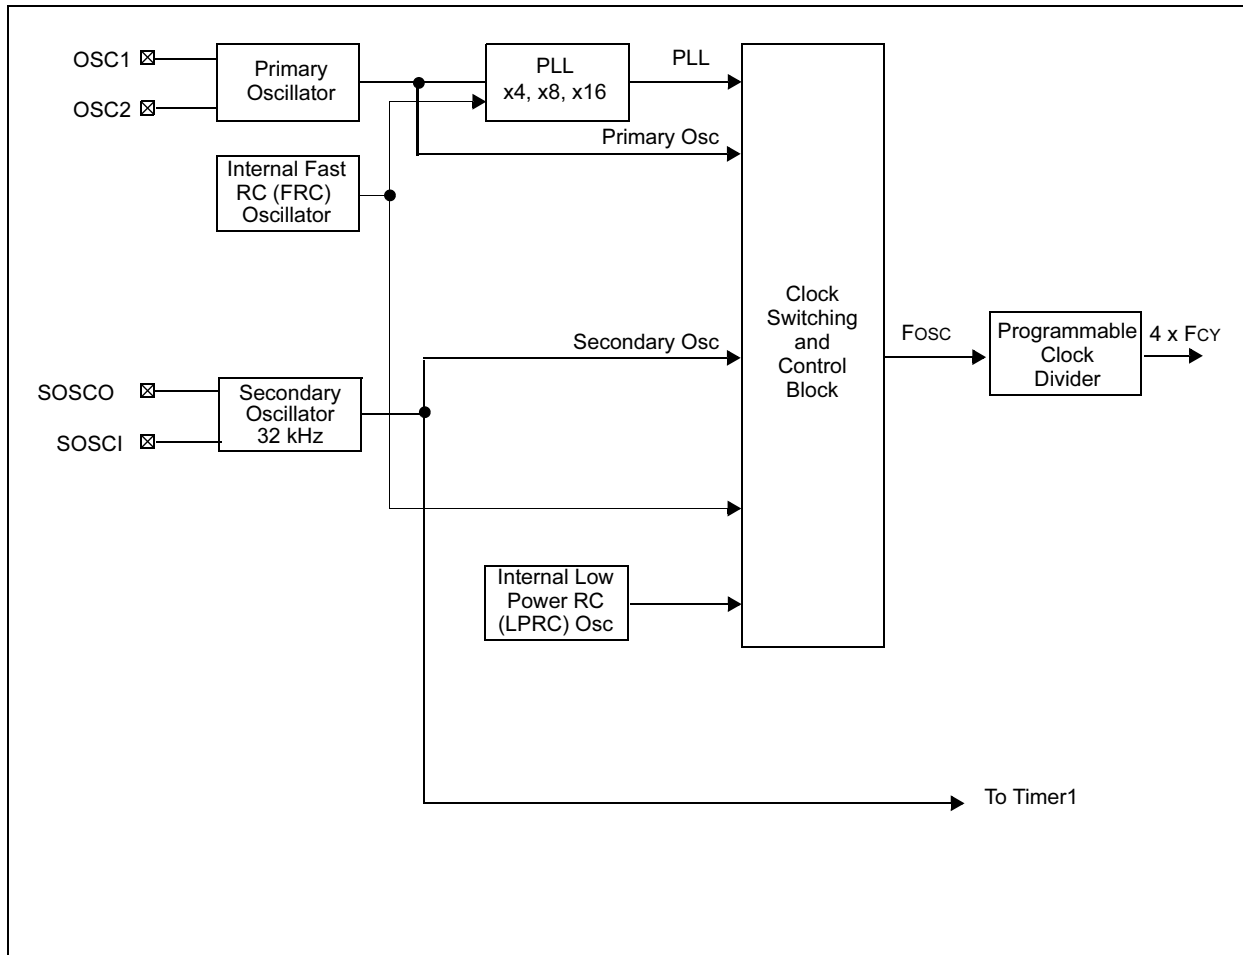 OSC1
OSC2
Primary
Oscillator
PLL
x4, x8, x16
PLL
Primary Osc
Internal Fast
RC (FRC)
Oscillator
Clock
Switching
and
Control
Block
Secondary Osc
FOSC
Programmable
Clock
Divider
4 x FCY
SOSCO
SOSCI
Secondary
Oscillator
32 kHz
Internal Low
Power RC
(LPRC) Osc
To Timer1